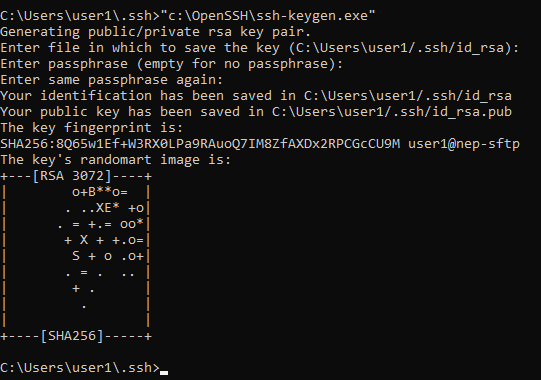 C:\Users\user1\.ssh>"c:\OpenSSH\ssh-keygen.exe"
Generating public/private rsa key pair.
Enter file in which to save the key (C:\Users\user1/.ssh/id_rsa):
Enter passphrase (empty for no passphrase):
Enter same passphrase again:
Your identification has been saved in C:\Users\user1/.ssh/id_rsa
Your public key has been saved in C:\Users\user1/.ssh/id_rsa.pub
The key fingerprint is:
SHA256:8Q65w1Ef+W3RX0LPa9RAuoQ7IM8ZfAXDx2RPCGcCU9M user1@nep-sftp
The key's randomart image is:
+---[RSA 3072]----+
|        o+B**o=  |
|       . ..XE* +o|
|      . = +.= oo*|
|       + X + +.o=|
|        S + o .o+|
|       . = .  .. |
|        + .      |
|         .       |
|                 |
+----[SHA256]-----+
C:\Users\user1\.ssh>